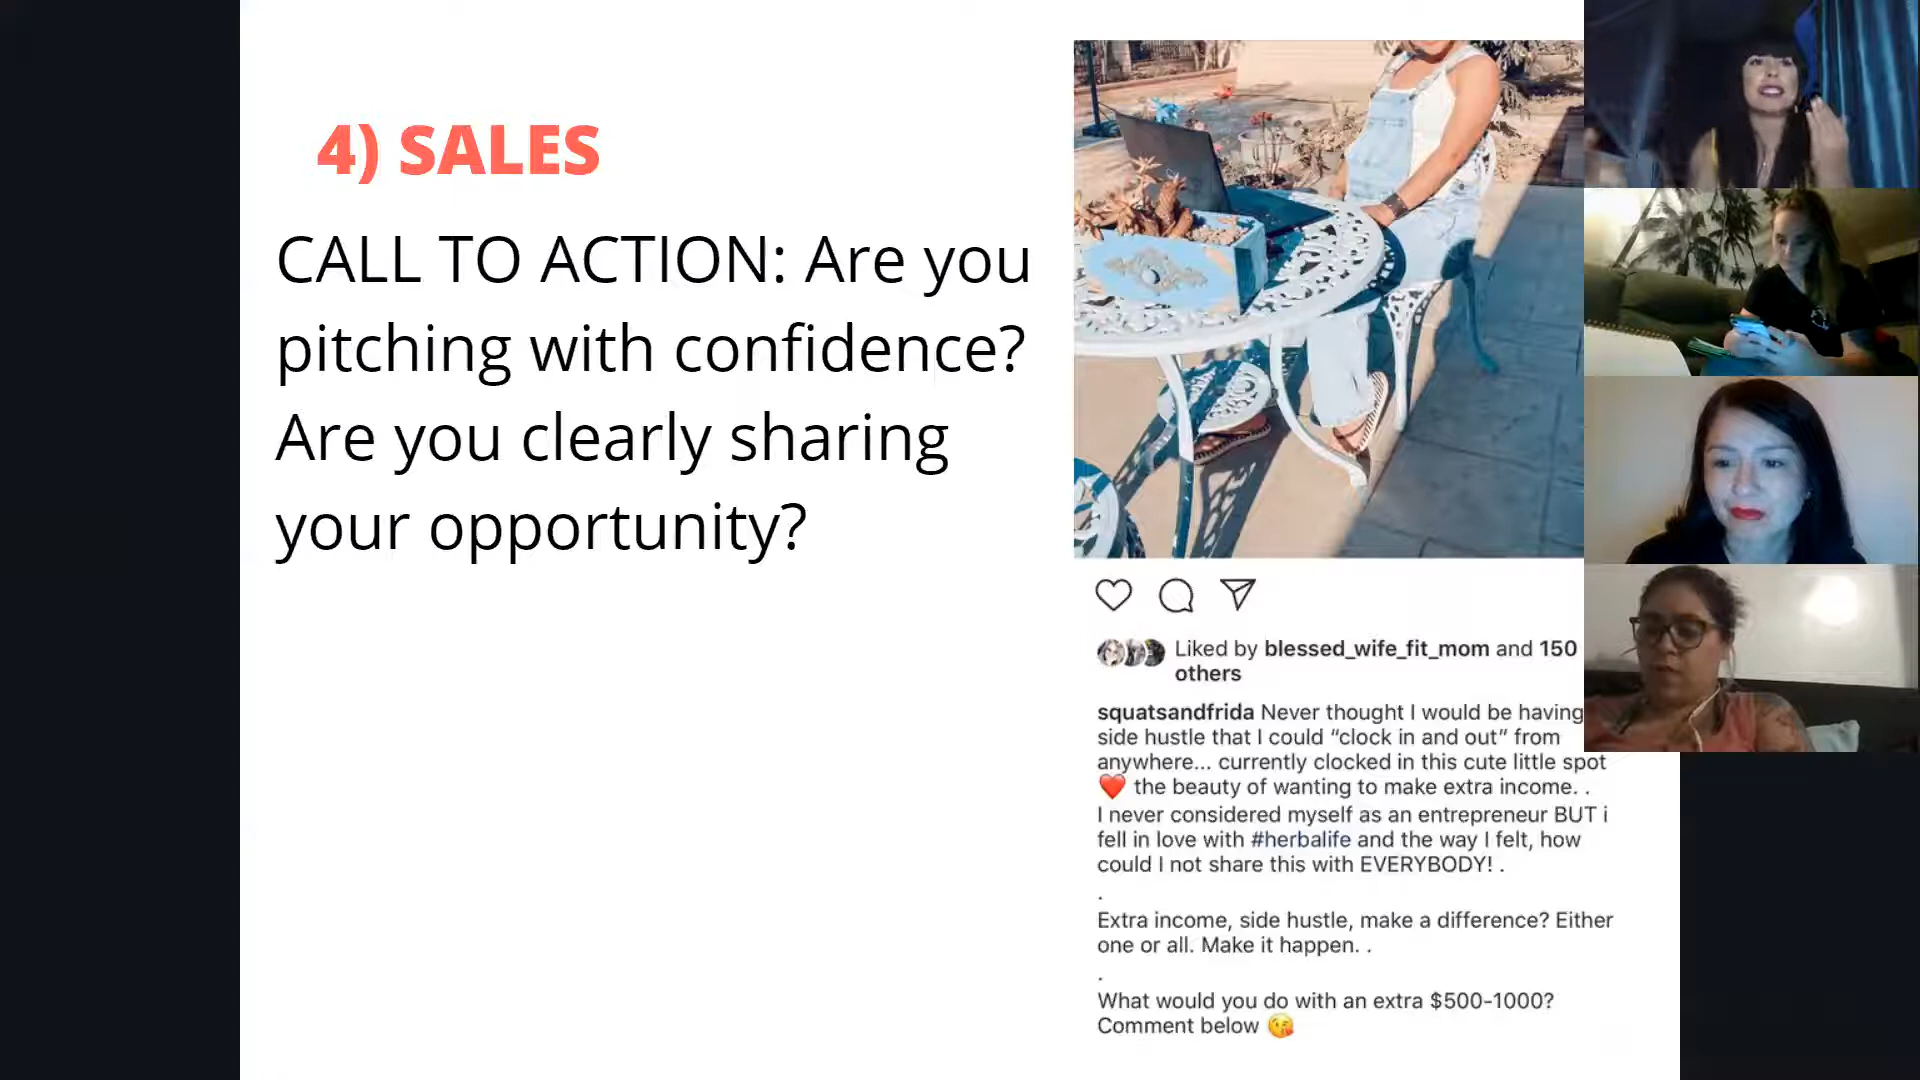 4) SALES
CALL TO ACTION: Are you
pitching with confidence?
Are you clearly sharing
your opportunity?
Liked by blessed_wife_fit_mom and 150
others
squatsandfrida Never thought I would be having
side hustle that I could “clock in and out” from
anywhere... currently clocked in this cute little spot
❤️ the beauty of wanting to make extra income. .
I never considered myself as an entrepreneur BUT i
fell in love with #herbalife and the way I felt, how
could I not share this with EVERYBODY! .
.
Extra income, side hustle, make a difference? Either
one or all. Make it happen. .
.
What would you do with an extra $500-1000?
Comment below 😘